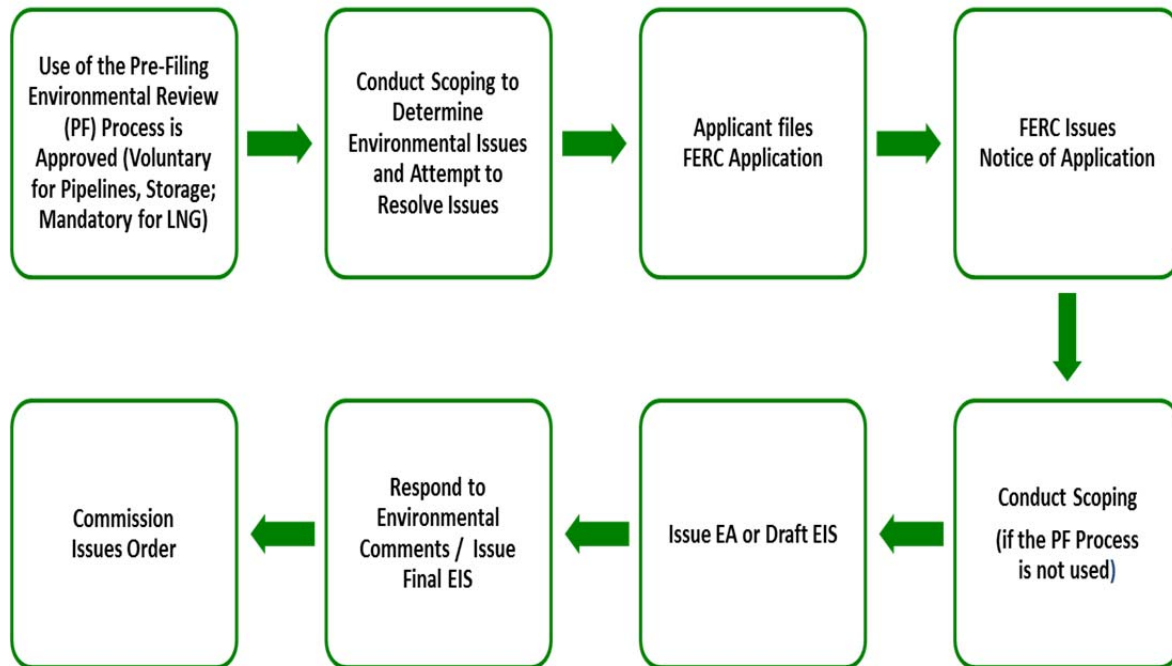 Use of the Pre-Filing
Environmental Review
(PF) Process is
Approved (Voluntary
for Pipelines, Storage;
Mandatory for LNG)
Conduct Scoping to
Determine
Environmental Issues
and Attempt to
Resolve Issues
Applicant files
FERC Application
FERC Issues
Notice of Application
Conduct Scoping
(if the PF Process
is not used)
Issue EA or Draft EIS
Respond to
Environmental
Comments / Issue
Final EIS
Commission
Issues Order